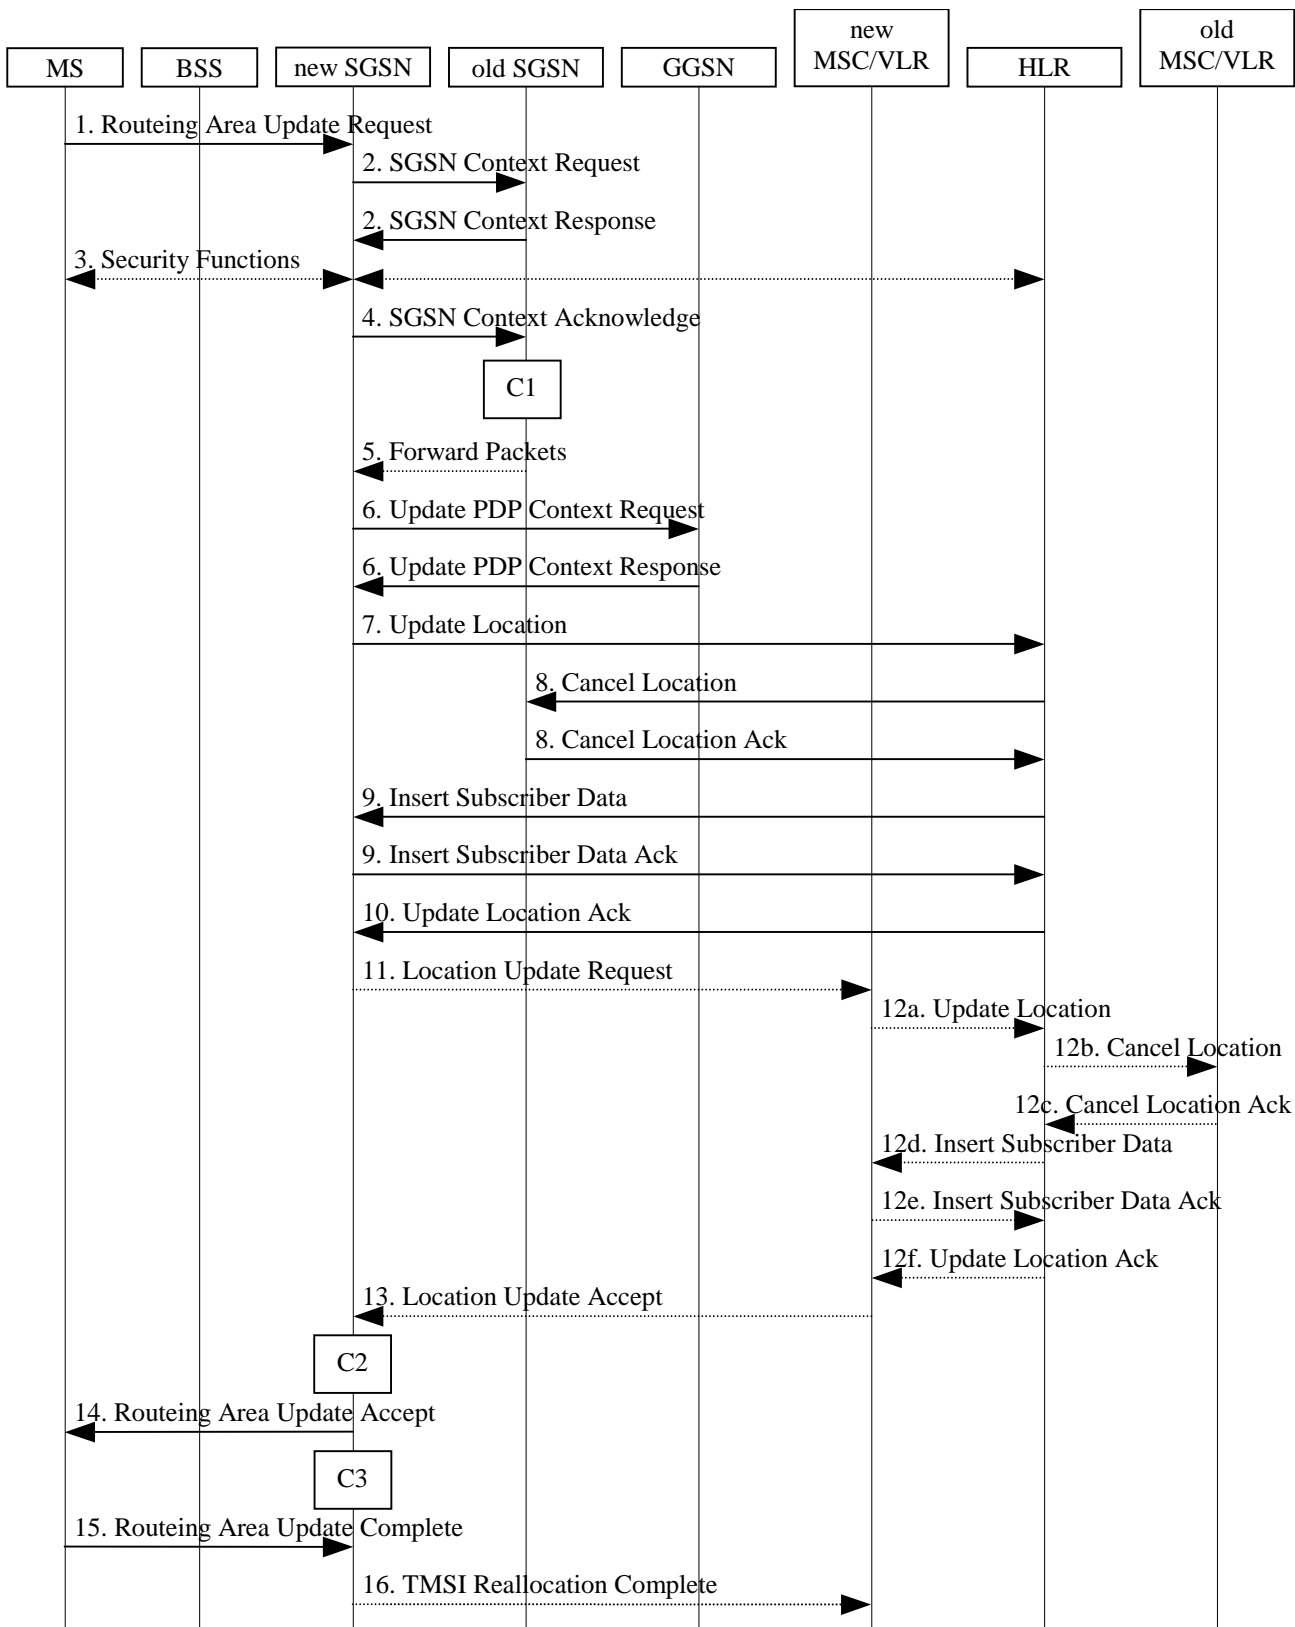 new
MSC/VLR
old
MSC/VLR
MS
BSS
new SGSN
old SGSN
GGSN
HLR
1. Routeing Area Update Request
2. SGSN Context Request
2. SGSN Context Response
3. Security Functions
4. SGSN Context Acknowledge
C1
5. Forward Packets
6. Update PDP Context Request
6. Update PDP Context Response
7. Update Location
8. Cancel Location
8. Cancel Location Ack
9. Insert Subscriber Data
9. Insert Subscriber Data Ack
10. Update Location Ack
11. Location Update Request
12a. Update Location
12b. Cancel Location
12c. Cancel Location Ack
12d. Insert Subscriber Data
12e. Insert Subscriber Data Ack
12f. Update Location Ack
13. Location Update Accept
C2
14. Routeing Area Update Accept
C3
15. Routeing Area Update Complete
16. TMSI Reallocation Complete